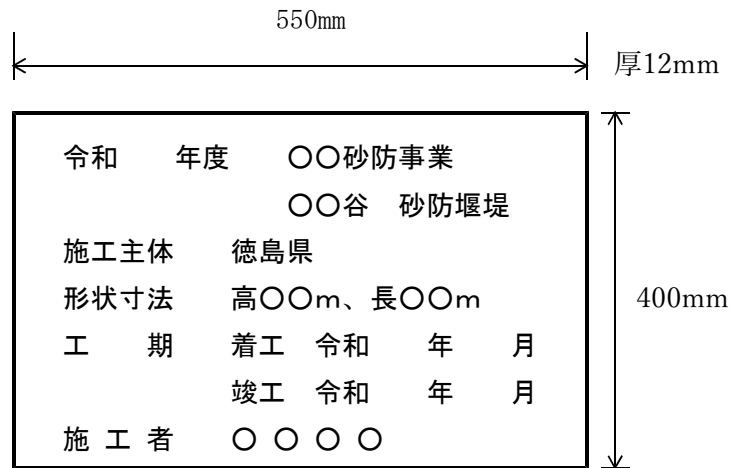 550mm
厚12mm
令和　　年度　　〇〇砂防事業
〇〇谷　砂防堰堤
施工主体　　徳島県
形状寸法　　高〇〇ｍ、長〇〇ｍ
400mm
工　　期　　着工　令和　　年　　月
竣工　令和　　年　　月
施 工 者　　〇 〇 〇 〇